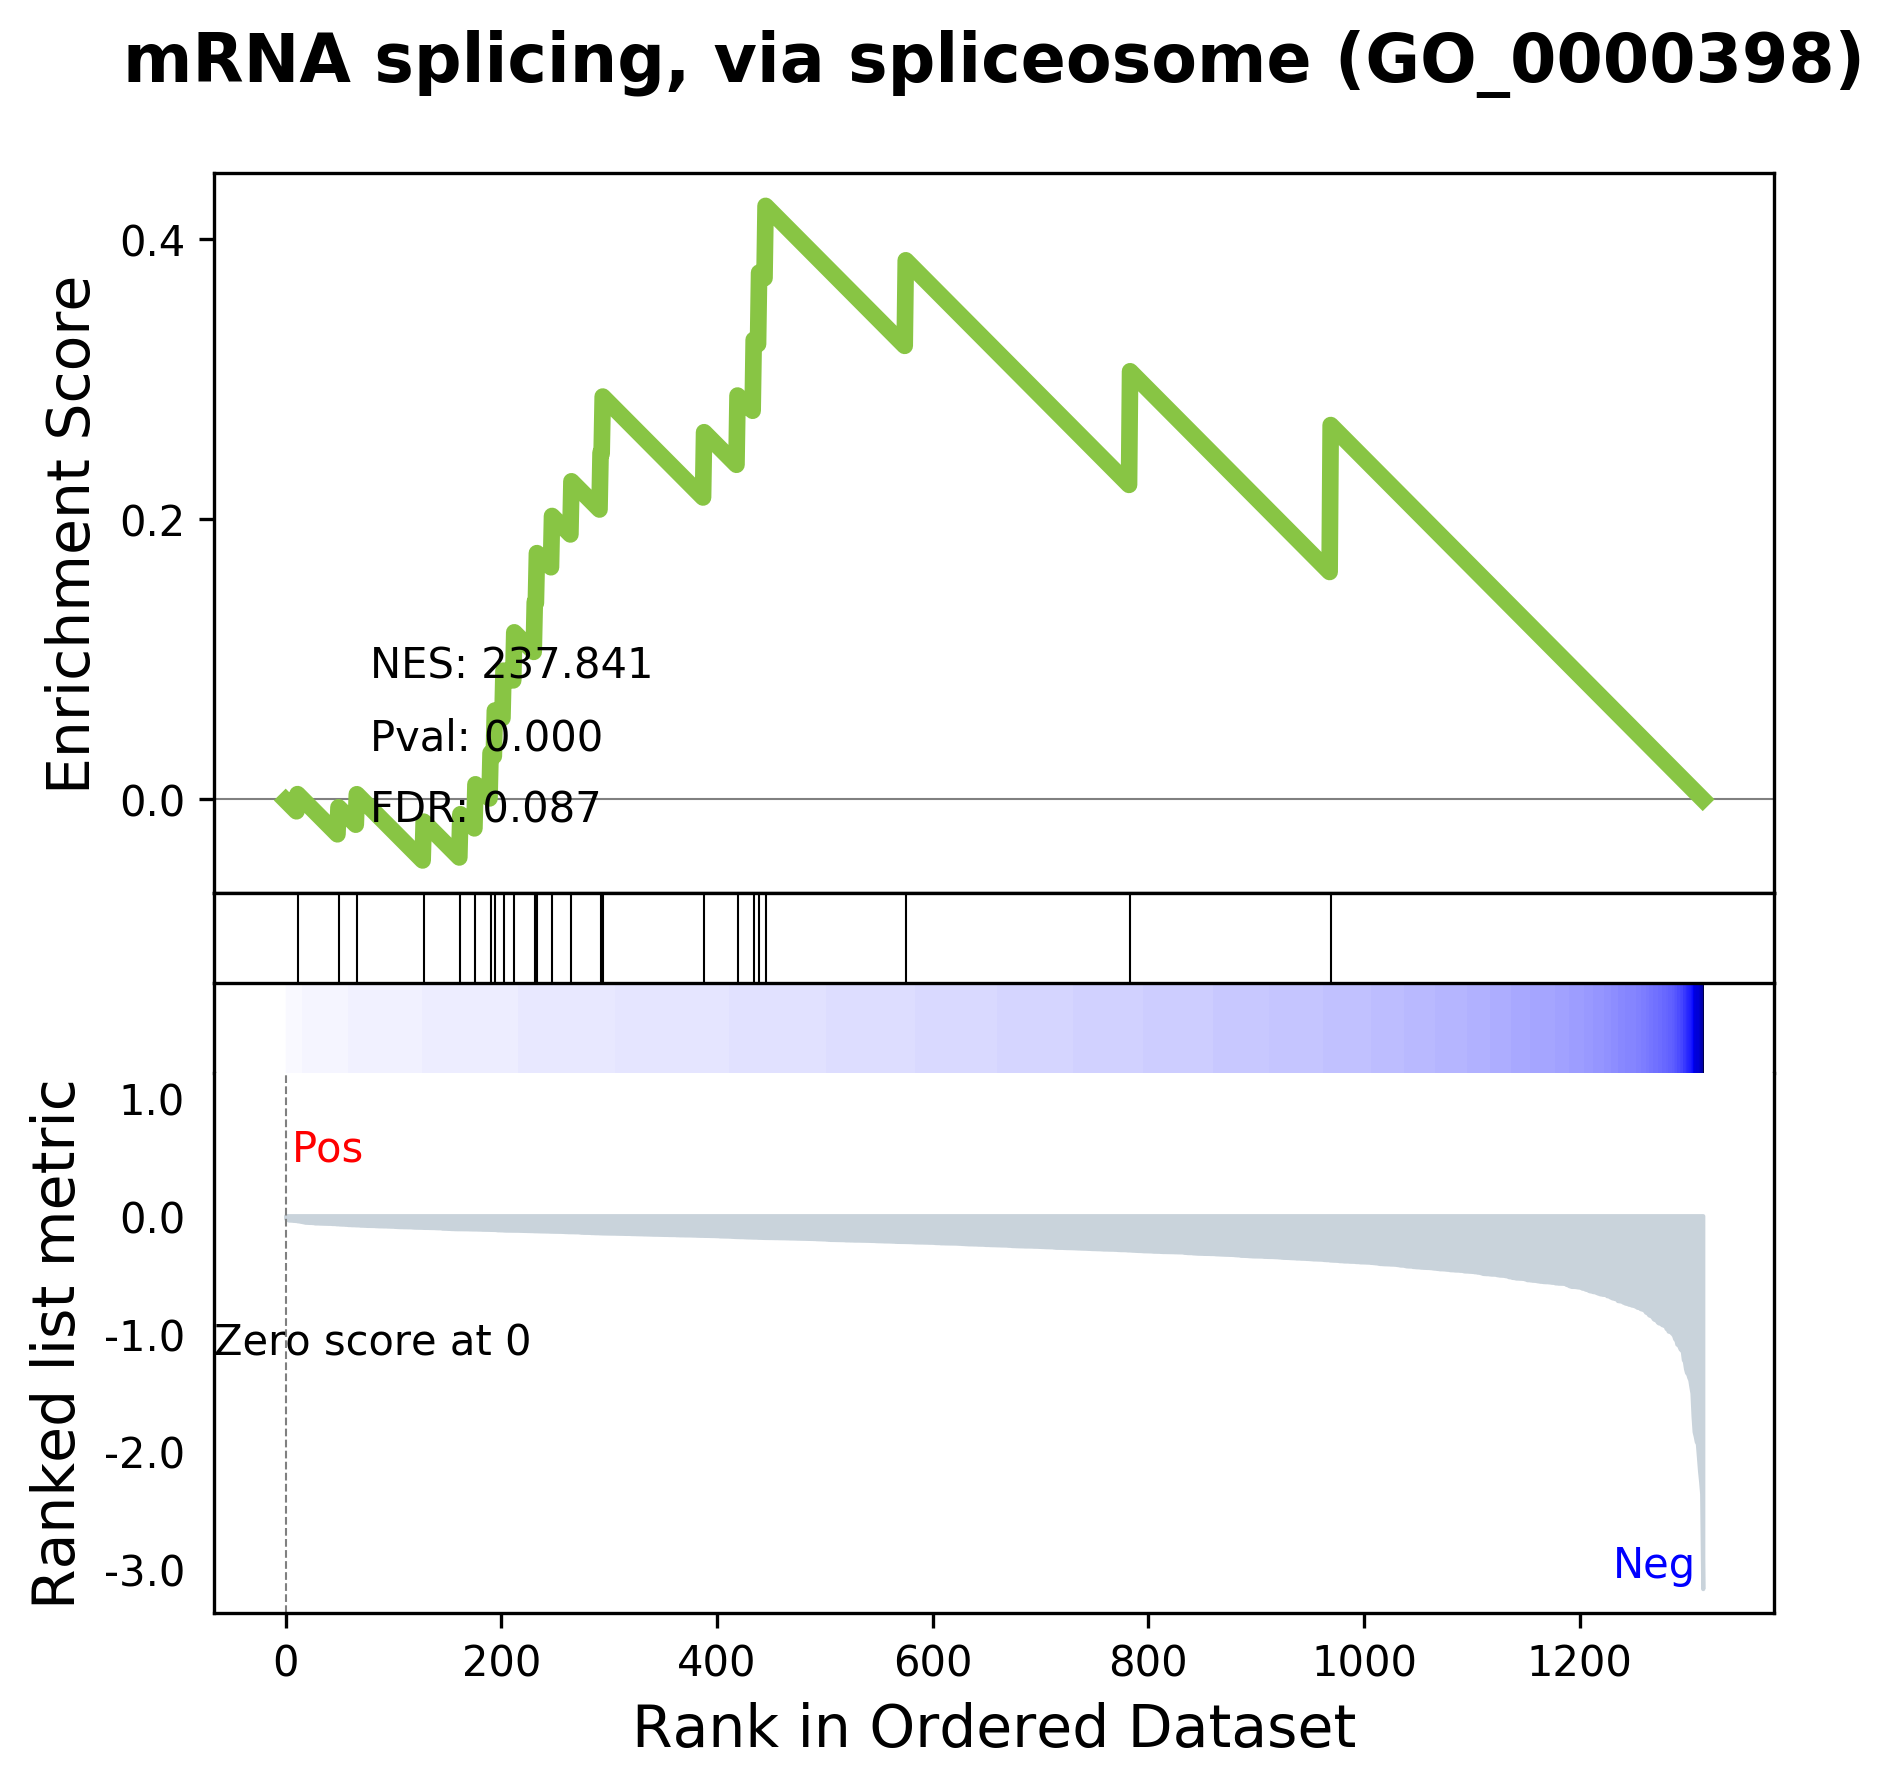 mRNA splicing, via spliceosome (GO_0000398)
Enrichment Score
0.4
0.2
0.0
NES: 237.841
Pval: 0.000
FDR: 0.087
Ranked list metric
1.0
0.0
-1.0
-2.0
-3.0
Pos
Zero score at 0
Neg
0 200 400 600 800 1000 1200
Rank in Ordered Dataset